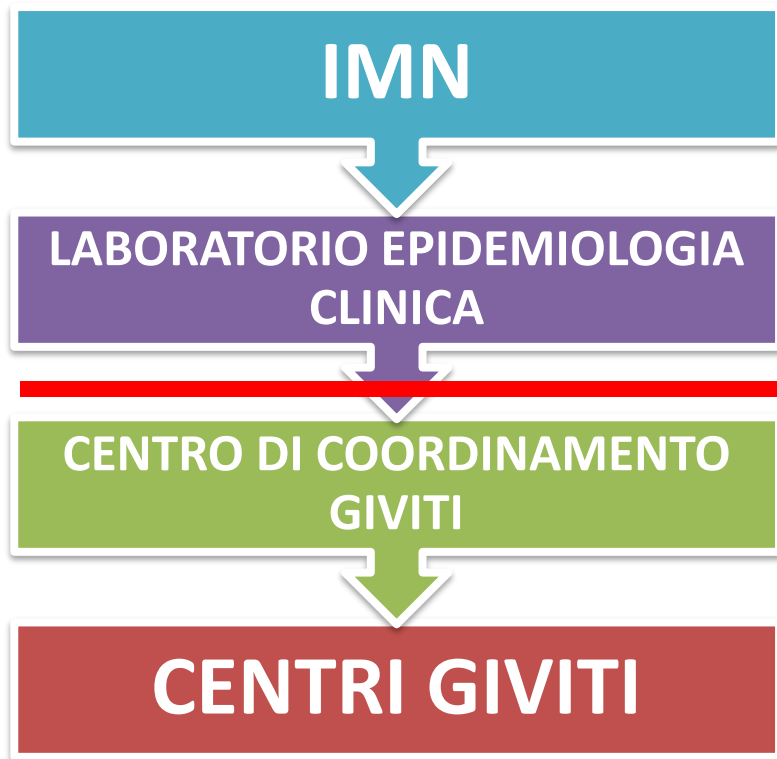 IMN
LABORATORIO EPIDEMIOLOGIA
CLINICA
CENTRO DI COORDINAMENTO
GIVITI
CENTRI GIVITI